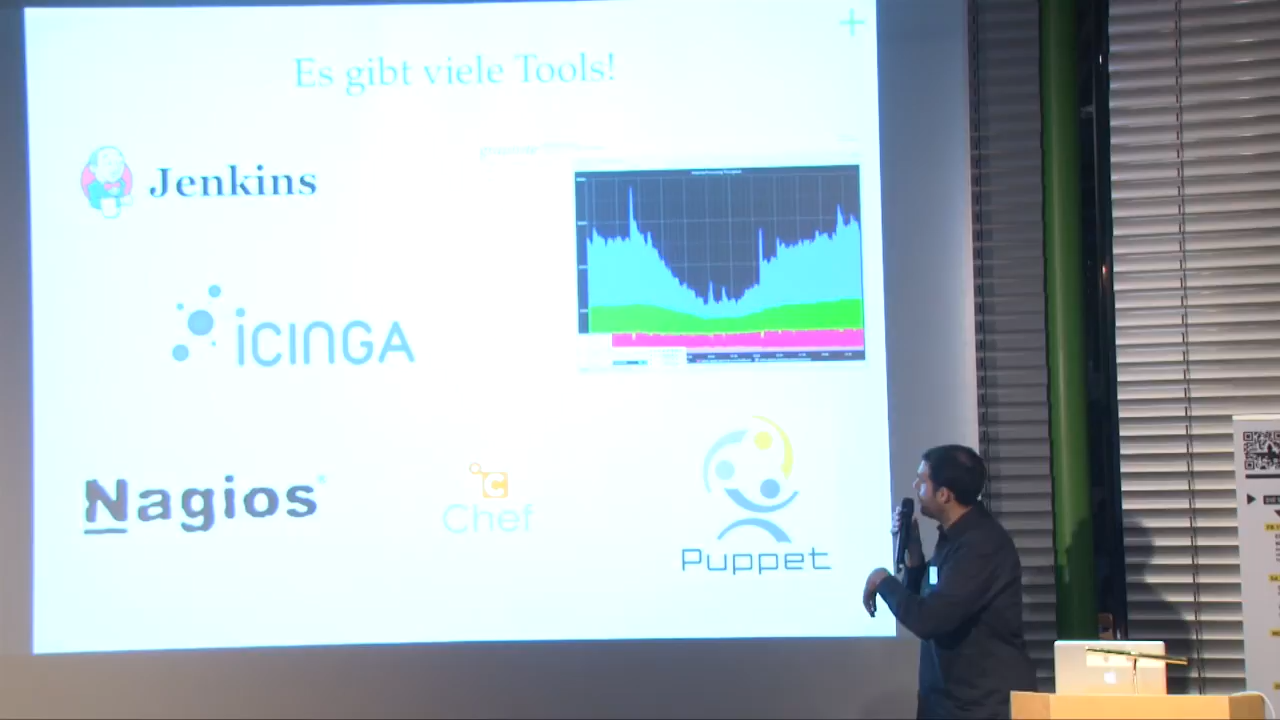 Es gibt viele Tools!
Jenkins
iCINGA
Nagios®
Chef
Puppet